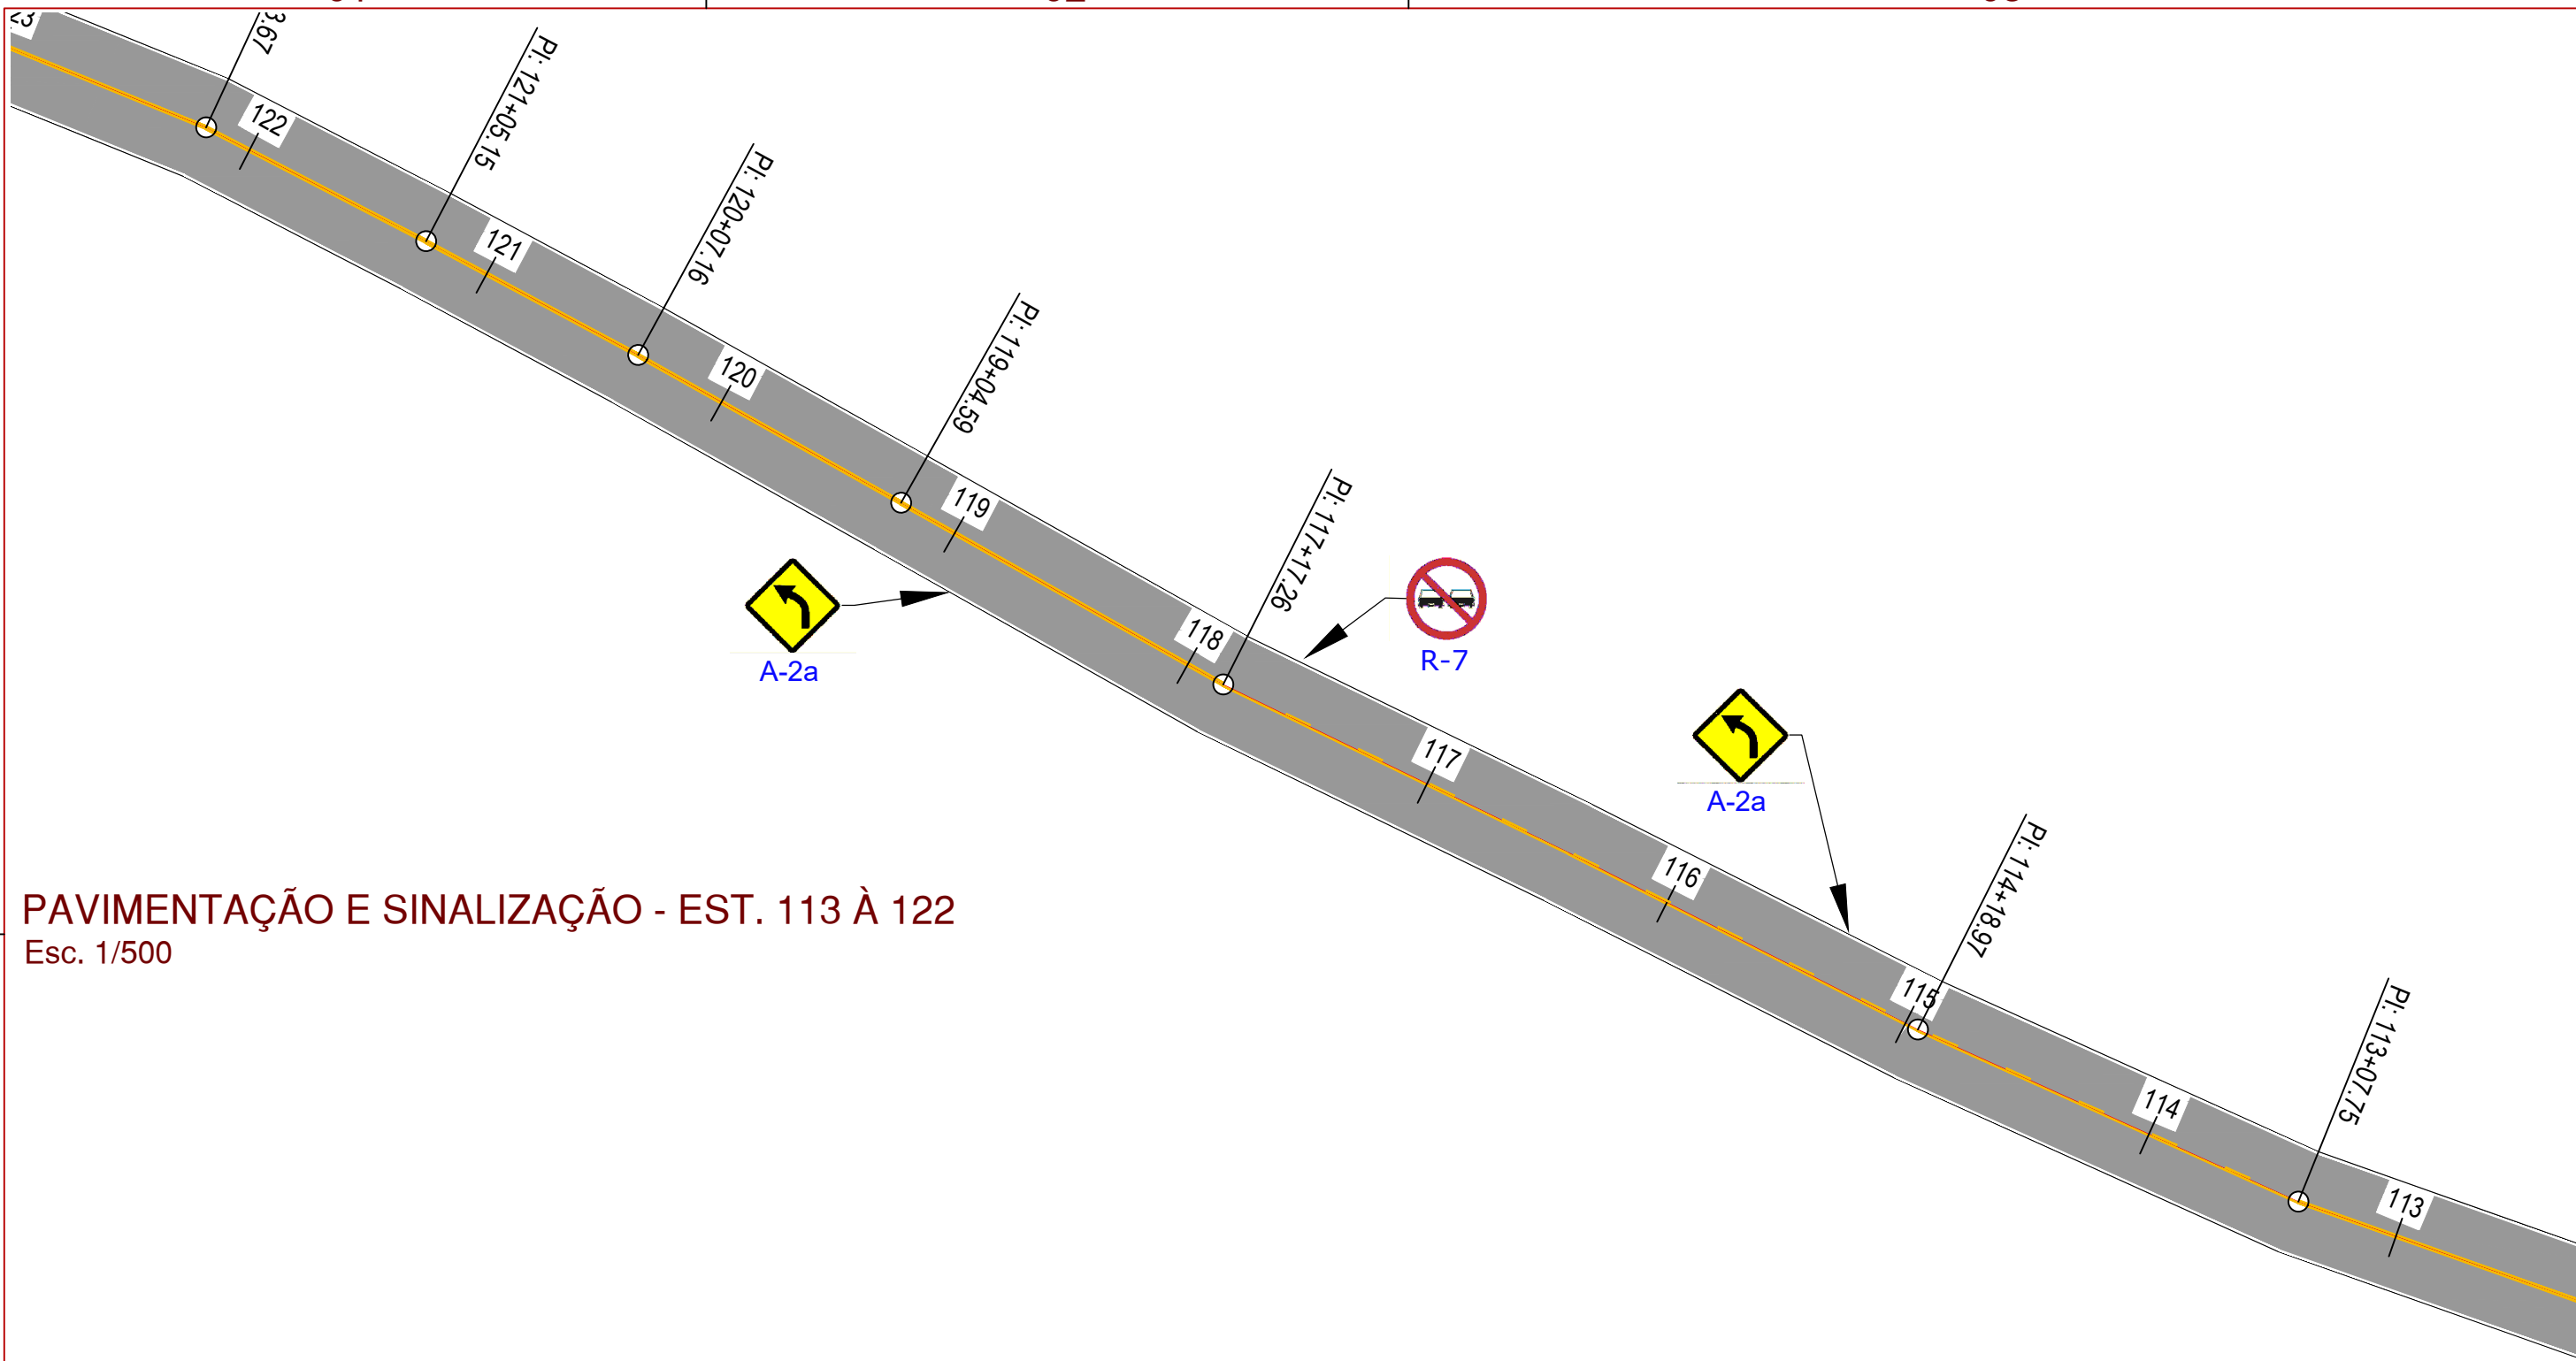 122
PI: 121+05.15
121
PI: 120+07.16
120
PI: 119+04.59
119
PI: 117+17.26
118
A-2a
R-7
117
A-2a
116
PI: 114+18.97
115
PAVIMENTAÇÃO E SINALIZAÇÃO - EST. 113 À 122
Esc. 1/500
PI: 113+07.75
114
113